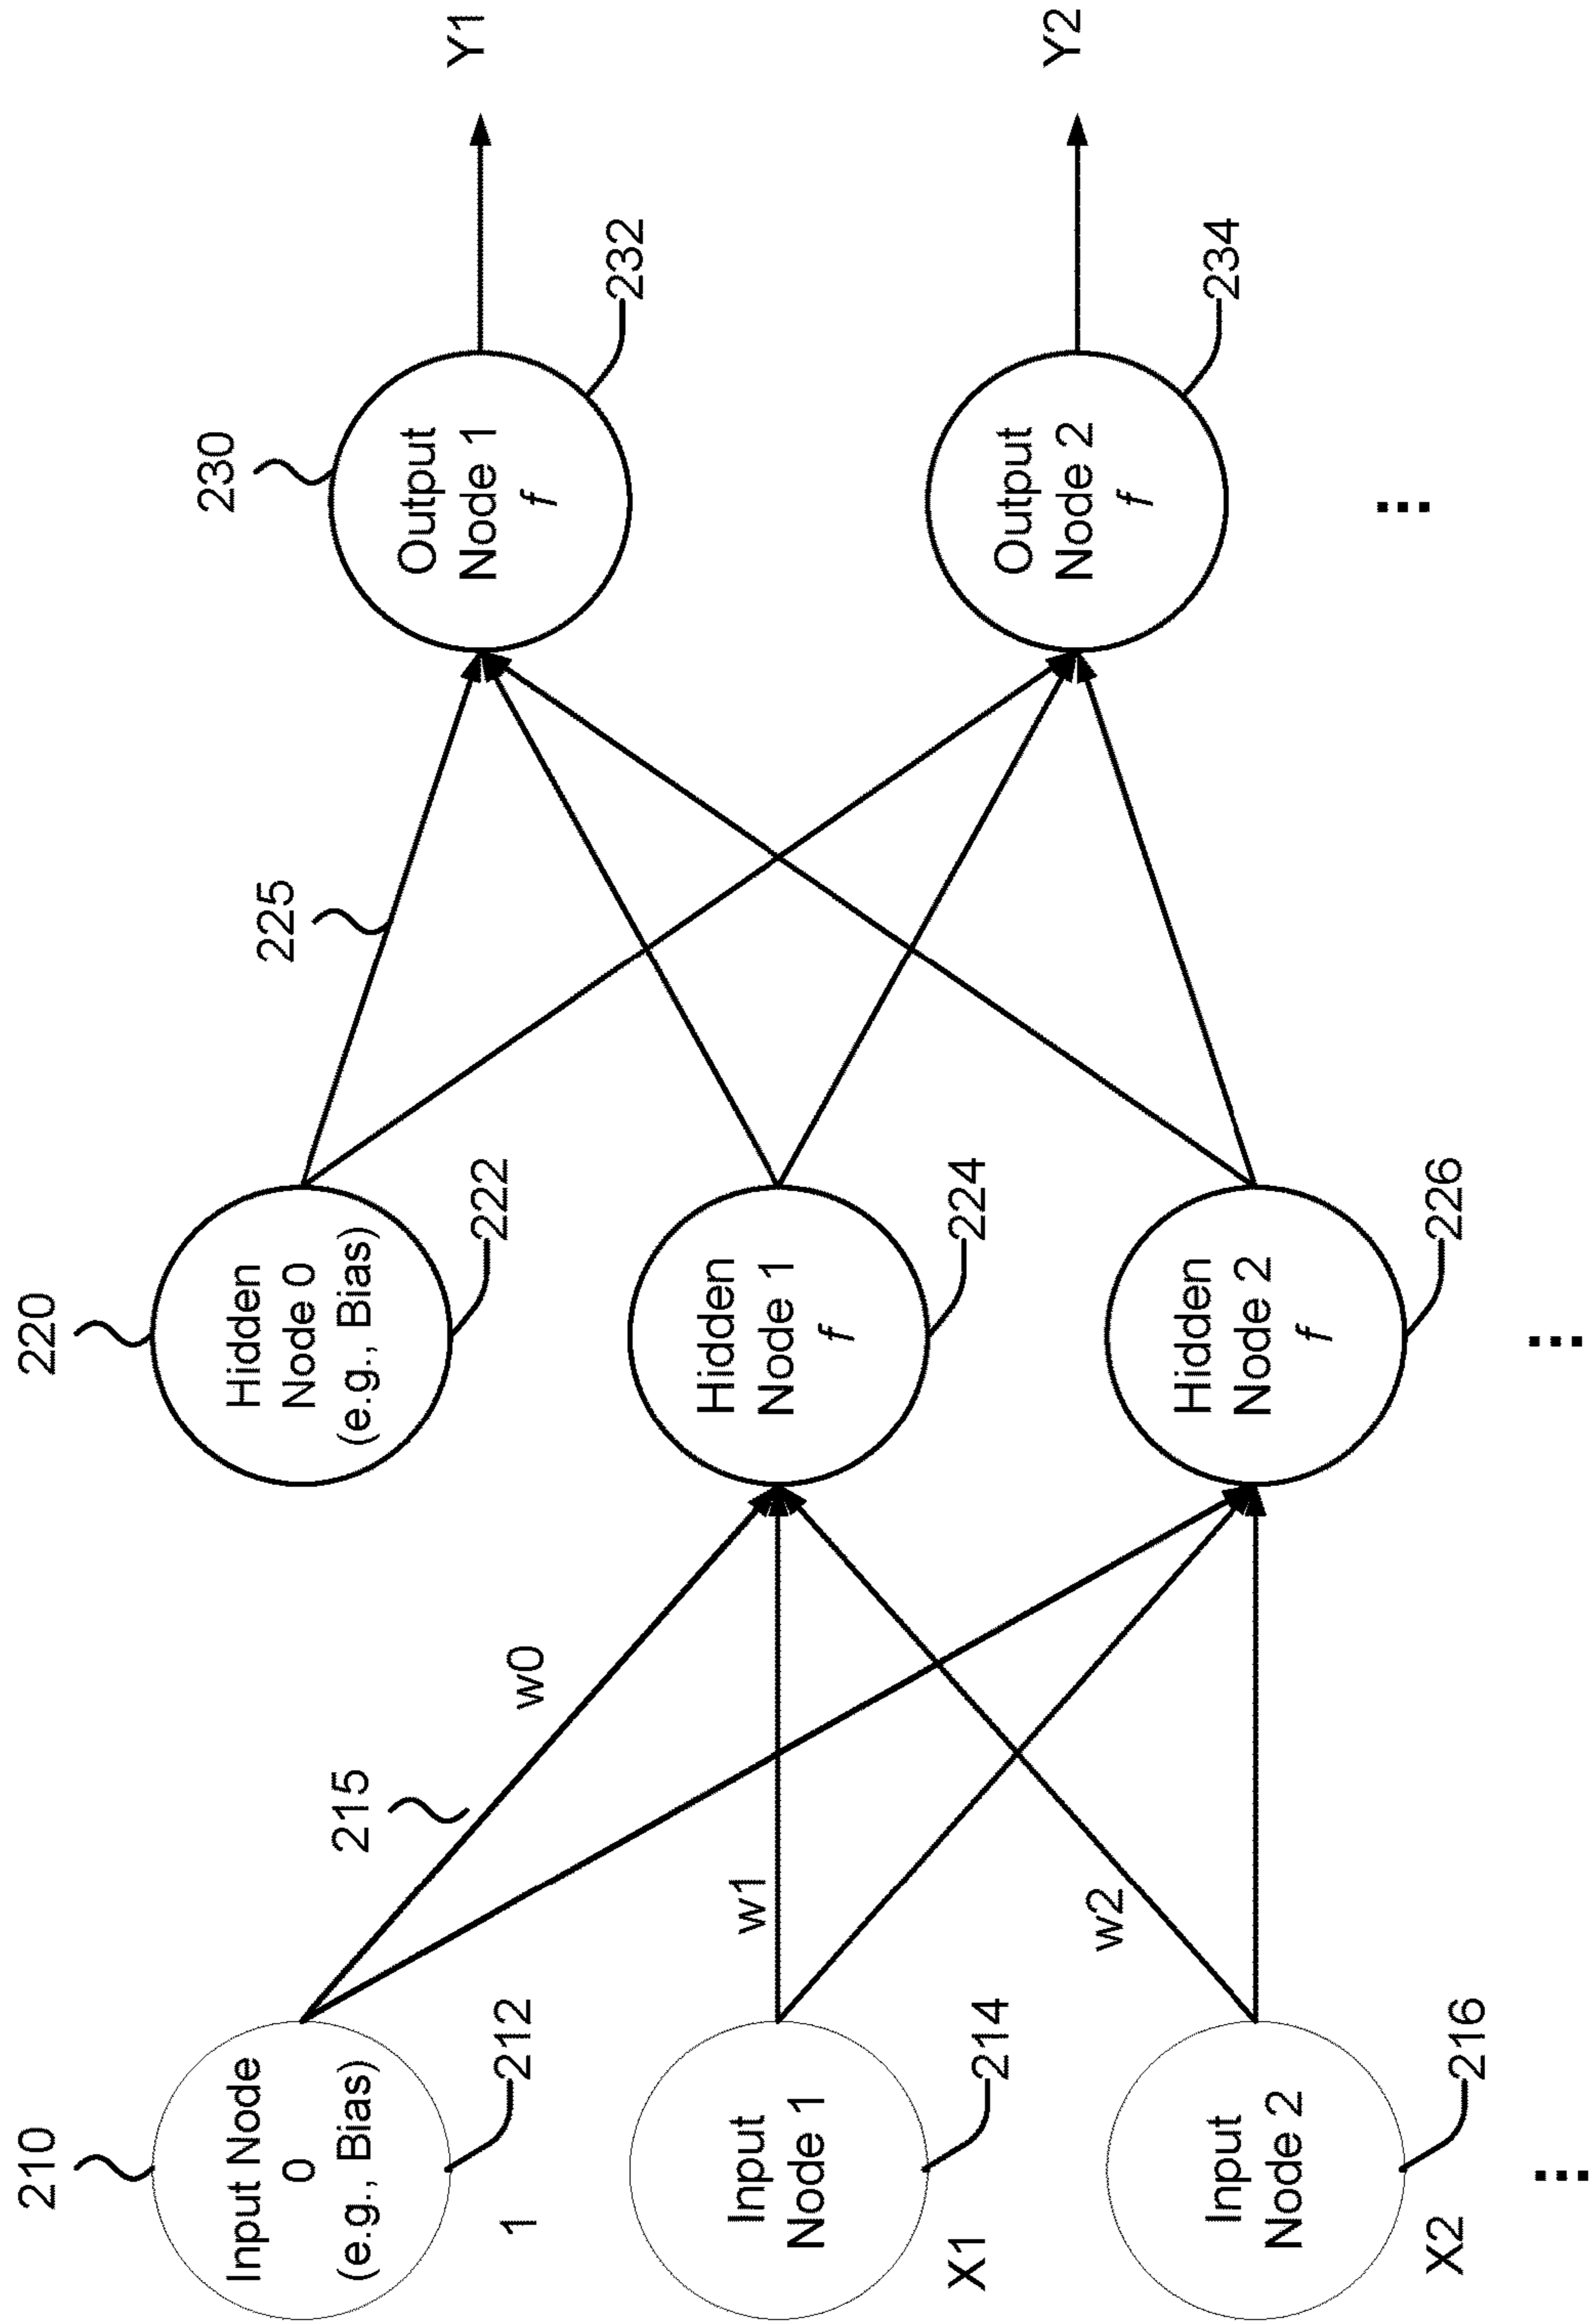 210
Input Node
0
(e.g., Bias)
212
1
Input
Node 1
214
X1
Input
Node 2
216
X2
...
215
w0
w1
w2
220
Hidden
Node 0
(e.g., Bias)
222
Hidden
Node 1
f
224
Hidden
Node 2
f
226
...
225
230
Output
Node 1
f
232
Output
Node 2
f
234
...
Y1
Y2